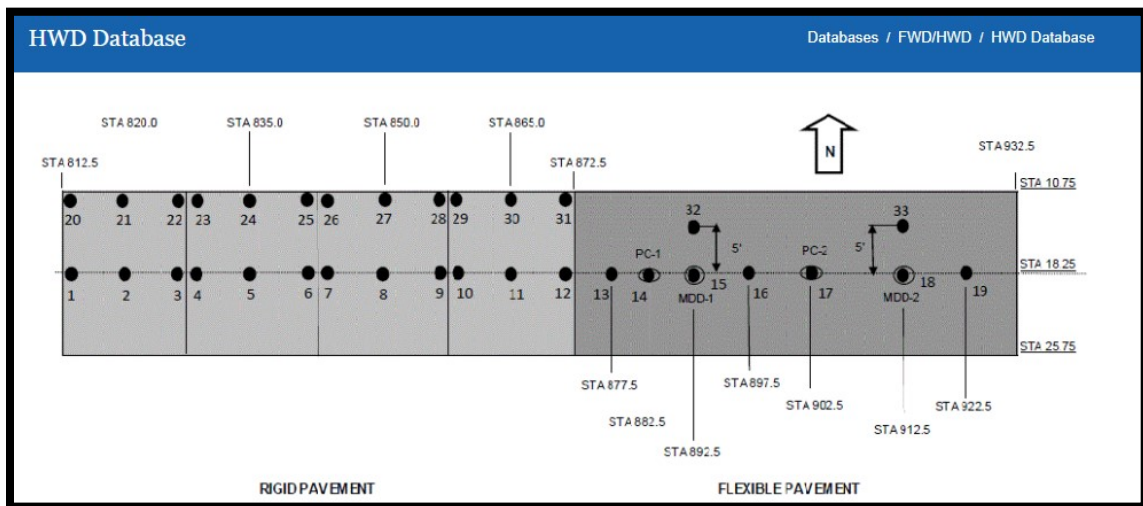 HWD Database
Databases / FWD/HWD / HWD Database
STA 820.0 STA 835.0 STA 850.0 STA 865.0
N
STA 932.5
STA 812.5 STA 872.5
STA 10.75
20 21 22 23 24 25 26 27 28 29 30 31 32 33
PC-1 5' PC-2 5'
STA 18.25
1 2 3 4 5 6 7 8 9 10 11 12 13 14 15 16 17 18 19
MDD-1 MDD-2
STA 25.75
STA 877.5 STA 897.5
STA 902.5 STA 922.5
STA 882.5
STA 912.5
STA 892.5
RIGID PAVEMENT FLEXIBLE PAVEMENT